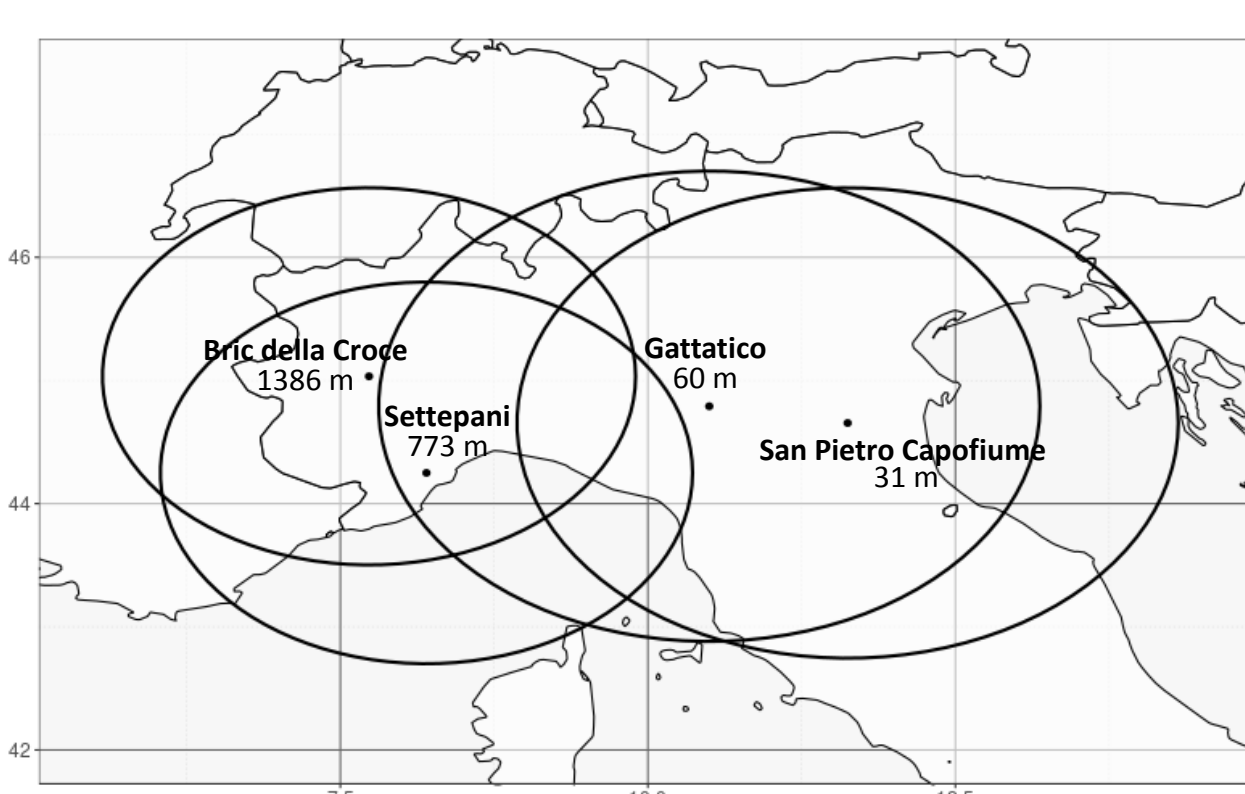 46
Bric della Croce
1386 m
Gattatico
60 m
Settepani
773 m
San Pietro Capofiume
31 m
44
42